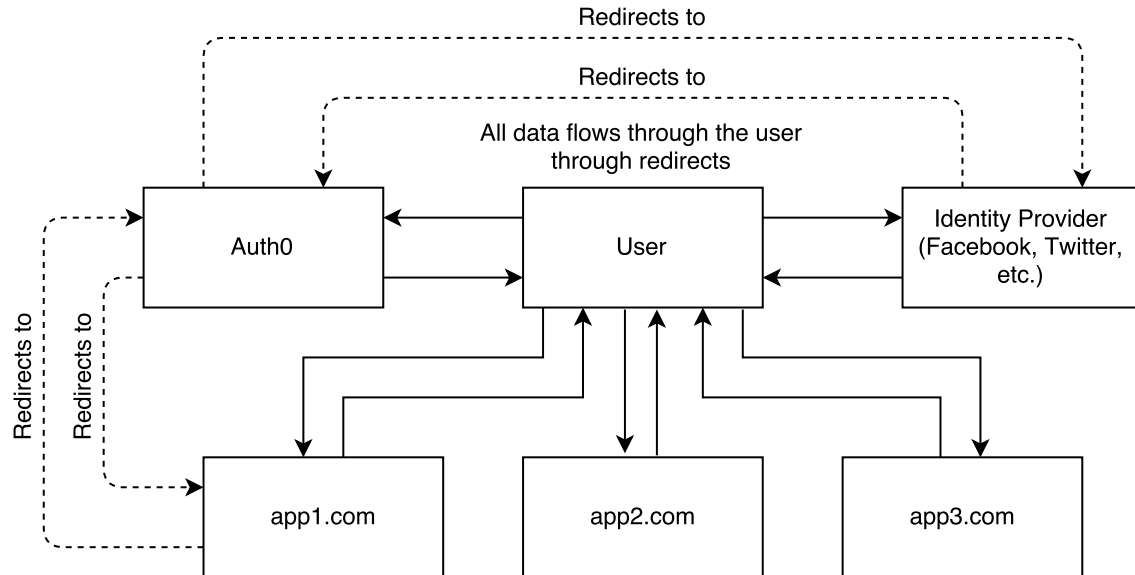 Redirects to
Redirects to
All data flows through the user
through redirects
Auth0
User
Identity Provider
(Facebook, Twitter,
etc.)
Redirects to
Redirects to
app1.com
app2.com
app3.com